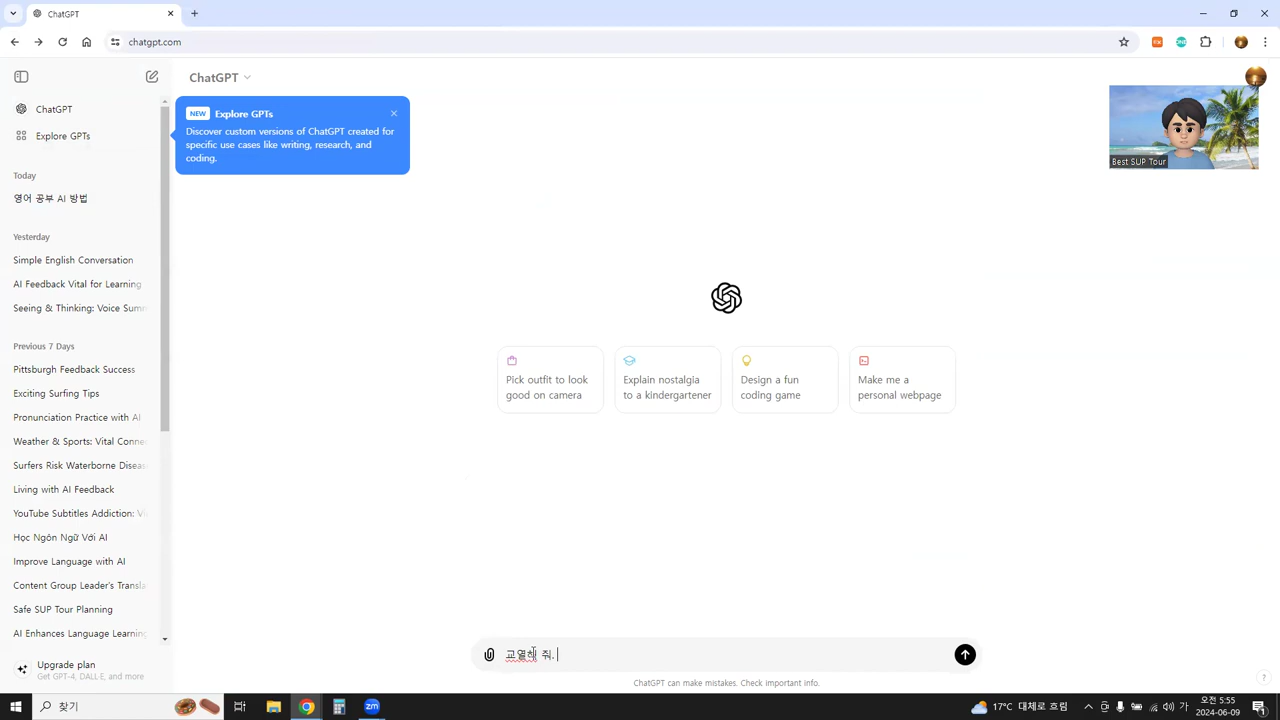 ChatGPT
chatgpt.com
ChatGPT
Best SUP Tour
ChatGPT
Explore GPTs
NEW Explore GPTs
Discover custom versions of ChatGPT created for
specific use cases like writing, research, and
coding.
Today
영어 공부 AI 방법
Yesterday
Simple English Conversation
AI Feedback Vital for Learning
Seeing & Thinking: Voice Summ
Previous 7 Days
Pittsburgh Feedback Success
Exciting Surfing Tips
Pronunciation Practice with AI
Weather & Sports: Vital Conne
Surfers Risk Waterborne Diseas
Living with AI Feedback
YouTube Subtitles Addiction: Vi
Học Ngôn Ngữ Với AI
Improve Language with AI
Content Group Leader's Transla
Safe SUP Tour Planning
AI Enhances Language Learning
Upgrade plan
Get GPT-4, DALL·E, and more
Pick outfit to look
good on camera
Explain nostalgia
to a kindergartener
Design a fun
coding game
Make me a
personal webpage
교열해 줘.
ChatGPT can make mistakes. Check important info.
?
찾기
zm
17°C 대체로 흐림
가
오전 5:55
2024-06-09
1